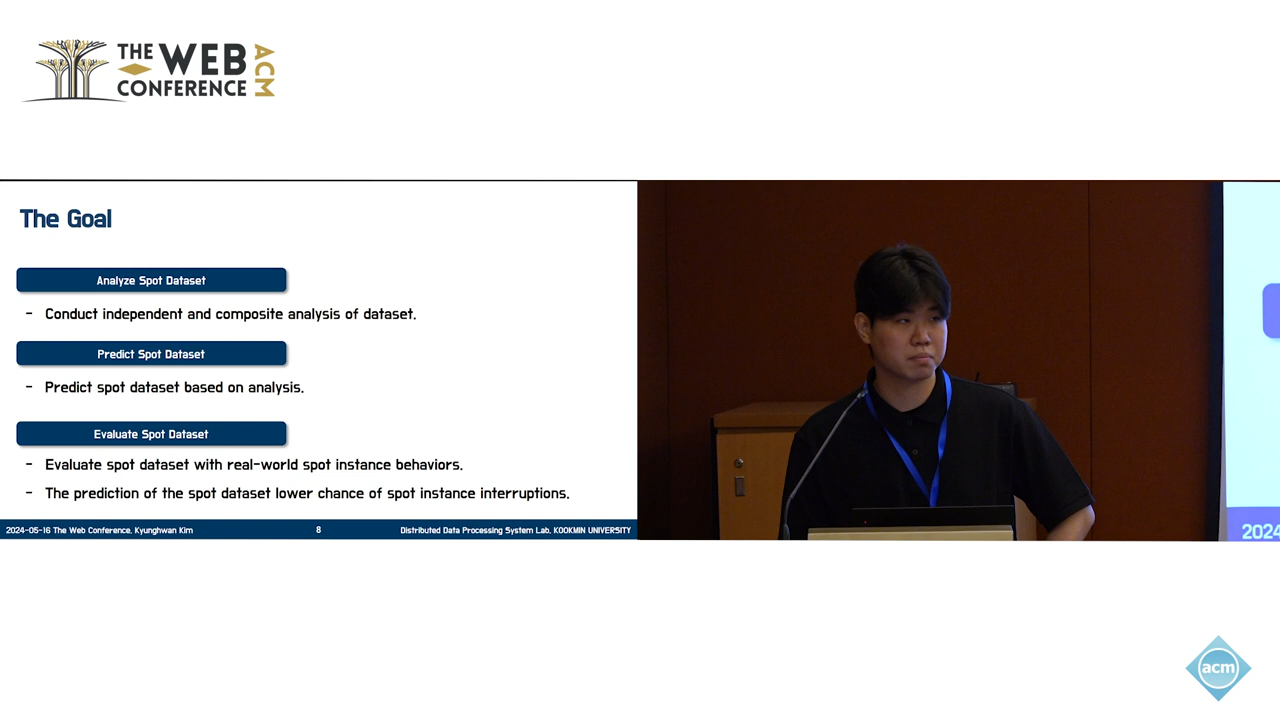 THE WEB
CONFERENCE
ACM
The Goal
Analyze Spot Dataset
- Conduct independent and composite analysis of dataset.
Predict Spot Dataset
- Predict spot dataset based on analysis.
Evaluate Spot Dataset
- Evaluate spot dataset with real-world spot instance behaviors.
- The prediction of the spot dataset lower chance of spot instance interruptions.
2024-05-16 The Web Conference, Kyunghwan Kim
8
Distributed Data Processing System Lab, KOOKMIN UNIVERSITY
2024
acm